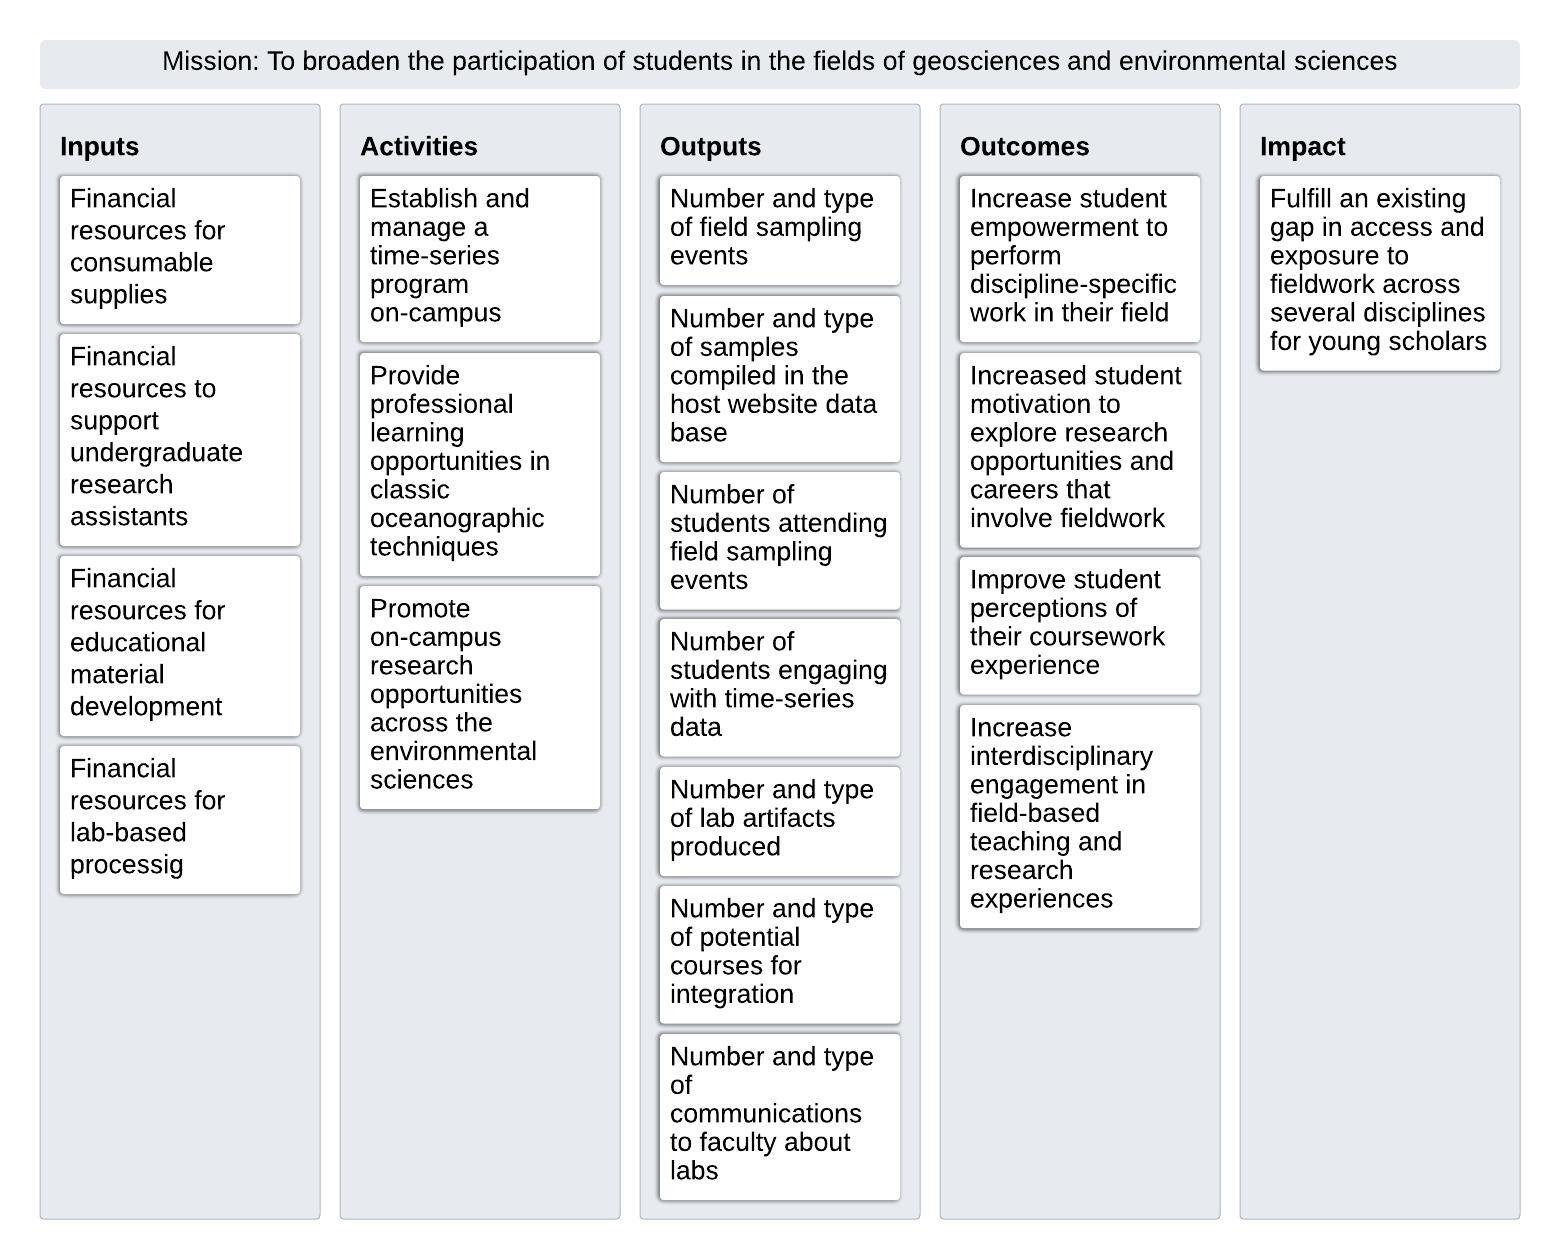 Mission: To broaden the participation of students in the fields of geosciences and environmental sciences
Inputs
Financial
resources for
consumable
supplies
Financial
resources to
support
undergraduate
research
assistants
Financial
resources for
educational
material
development
Financial
resources for
lab-based
processig
Activities
Establish and
manage a
time-series
program
on-campus
Provide
professional
learning
opportunities in
classic
oceanographic
techniques
Promote
on-campus
research
opportunities
across the
environmental
sciences
Outputs
Number and type
of field sampling
events
Number and type
of samples
compiled in the
host website data
base
Number of
students attending
field sampling
events
Number of
students engaging
with time-series
data
Number and type
of lab artifacts
produced
Number and type
of potential
courses for
integration
Number and type
of
communications
to faculty about
labs
Outcomes
Increase student
empowerment to
perform
discipline-specific
work in their field
Increased student
motivation to
explore research
opportunities and
careers that
involve fieldwork
Improve student
perceptions of
their coursework
experience
Increase
interdisciplinary
engagement in
field-based
teaching and
research
experiences
Impact
Fulfill an existing
gap in access and
exposure to
fieldwork across
several disciplines
for young scholars